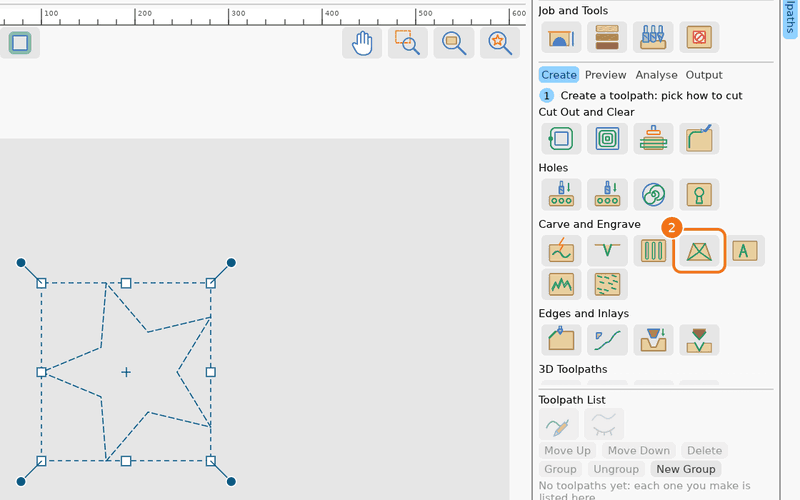 100 200 300 400 500 600
Job and Tools
Create Preview Analyse Output
1 Create a toolpath: pick how to cut
Cut Out and Clear
Holes
Carve and Engrave
2
A
Edges and Inlays
3D Toolpaths
Toolpath List
Move Up Move Down Delete
Group Ungroup New Group
No toolpaths yet: each one you make is
listed here
lpaths